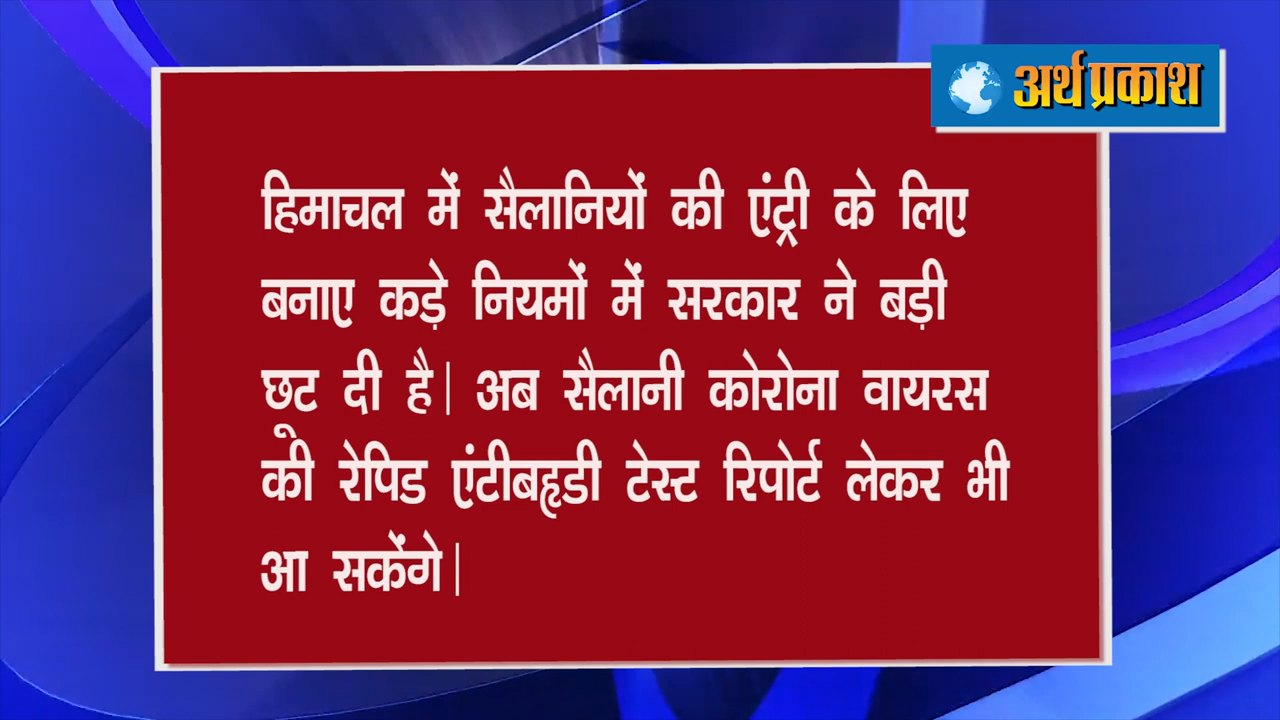 अर्थ प्रकाश
हिमाचल में सैलानियों की एंट्री के लिए
बनाए कड़े नियमों में सरकार ने बड़ी
छूट दी है| अब सैलानी कोरोना वायरस
की रेपिड एंटीबहृडी टेस्ट रिपोर्ट लेकर भी
आ सकेंगे|